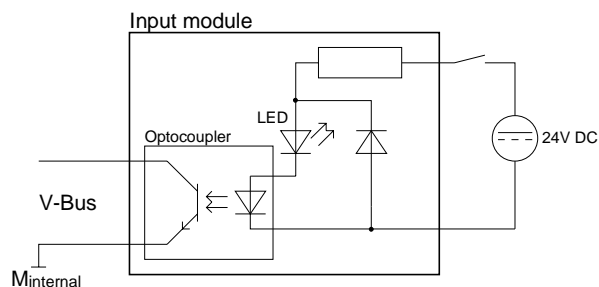 Input module
LED
Optocoupler
24V DC
V-Bus
Minternal